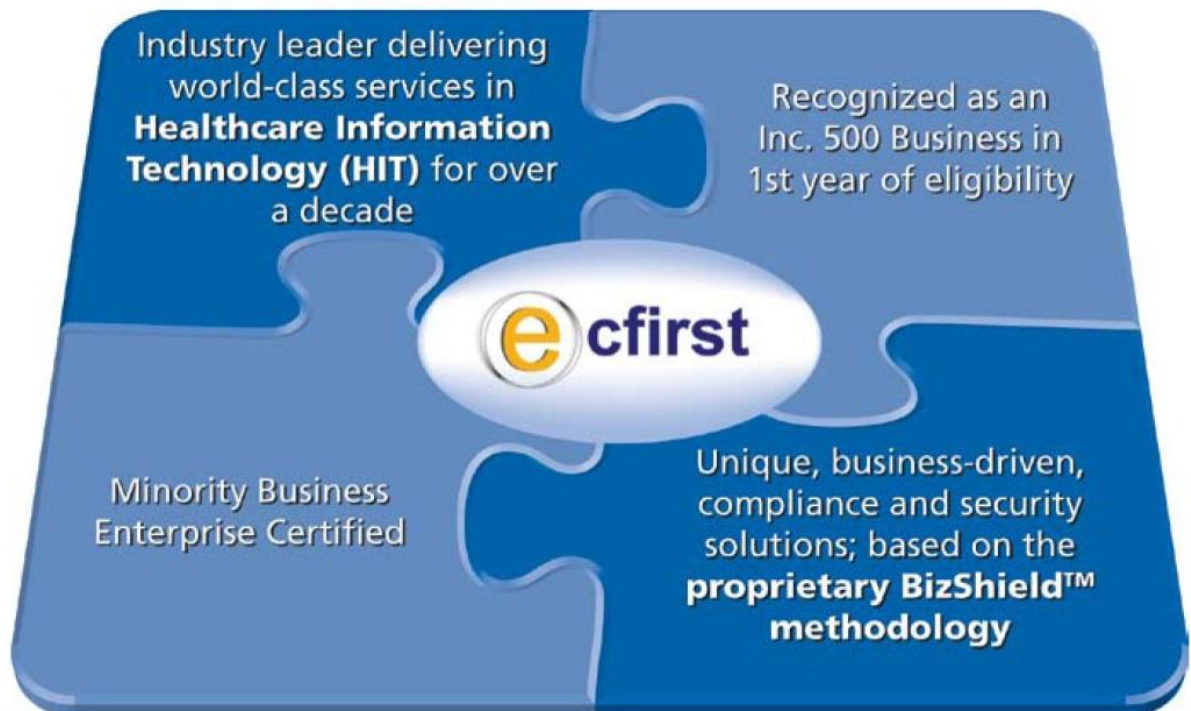 Industry leader delivering
world-class services in
Healthcare Information
Technology (HIT) for over
a decade
Recognized as an
Inc. 500 Business in
1st year of eligibility
ecfirst
Minority Business
Enterprise Certified
Unique, business-driven,
compliance and security
solutions; based on the
proprietary BizShield™
methodology